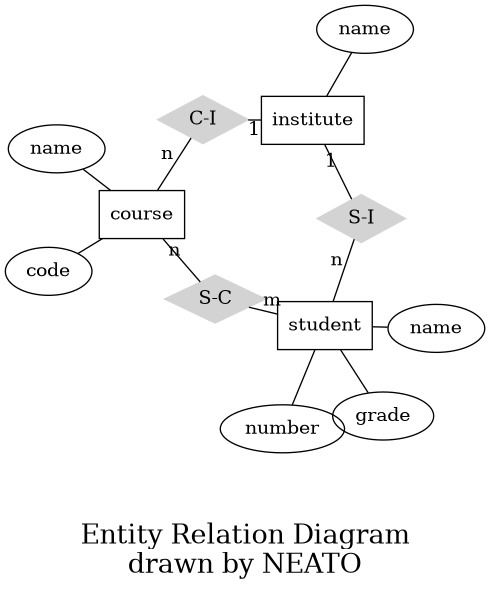 name
C-I
1
institute
n
name
1
course
S-I
n
n
code
S-C
m
student
name
number
grade
Entity Relation Diagram
drawn by NEATO